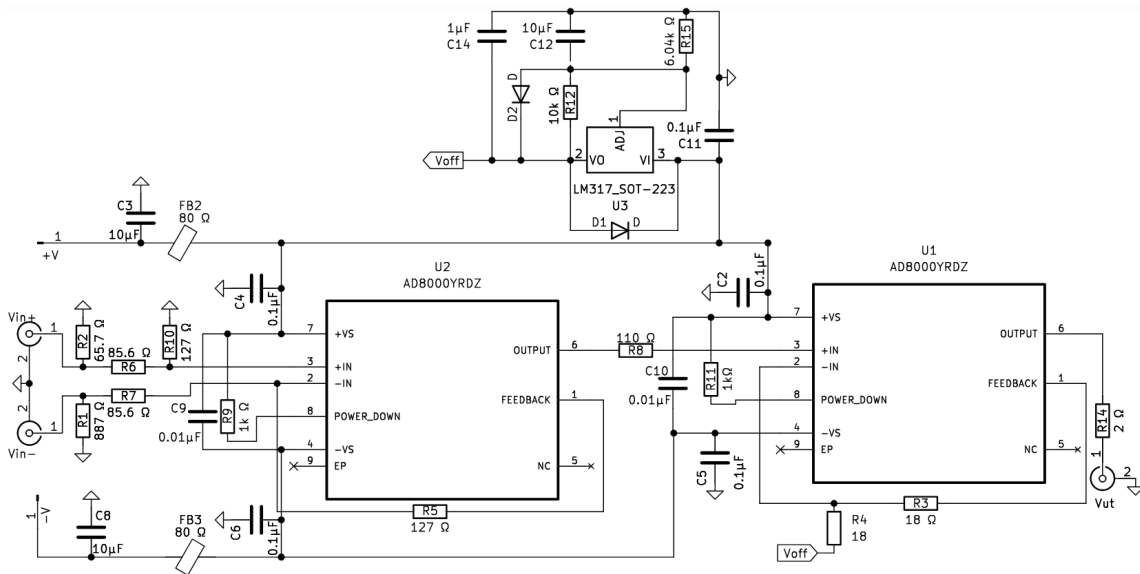 1µF
C14
10µF
C12
6.04k Ω
R15
D
D2
10k Ω
R12
0.1µF
C11
1
ADJ
2
VO
VI
3
Voff
LM317_SOT-223
U3
D1
D
C3
10µF
FB2
80 Ω
1
+V
U2
AD8000YRDZ
U1
AD8000YRDZ
C4
0.1µF
C2
0.1µF
Vin+
1
2
R2
65.7 Ω
85.6 Ω
R6
R10
127 Ω
7
+VS
3
+IN
2
-IN
8
POWER_DOWN
4
-VS
9
EP
OUTPUT
6
FEEDBACK
1
NC
5
110 Ω
R8
C10
0.01µF
R11
1kΩ
7
+VS
3
+IN
2
-IN
8
POWER_DOWN
4
-VS
9
EP
OUTPUT
6
FEEDBACK
1
NC
5
R7
85.6 Ω
2
1
Vin-
R1
887 Ω
C9
0.01µF
R9
1k Ω
R14
2 Ω
1
2
Vut
C5
0.1µF
1
-V
C8
10µF
FB3
80 Ω
C6
0.1µF
R5
127 Ω
R3
18 Ω
R4
18
Voff